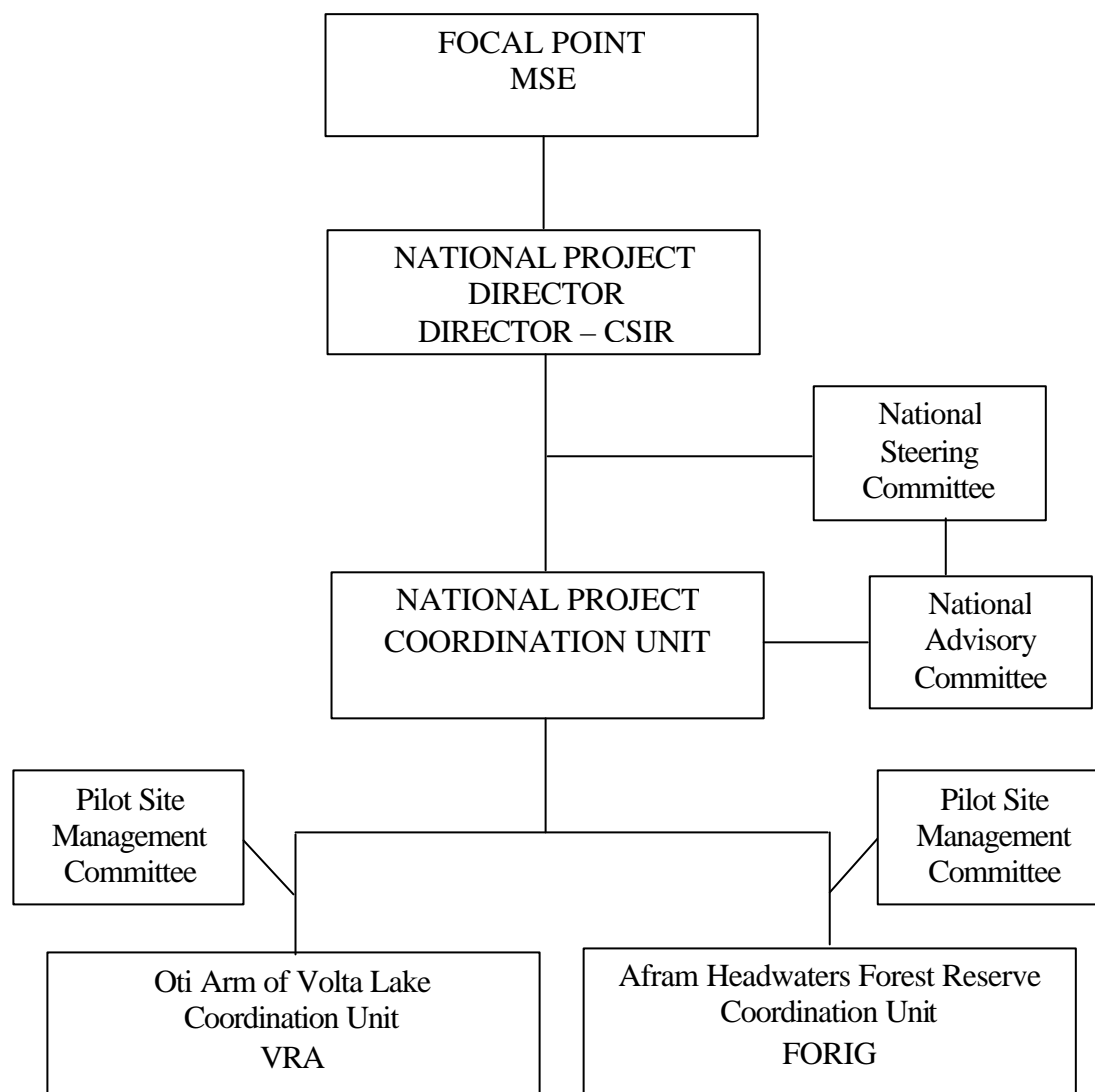 FOCAL POINT
MSE
NATIONAL PROJECT
DIRECTOR
DIRECTOR – CSIR
National
Steering
Committee
NATIONAL PROJECT
COORDINATION UNIT
National
Advisory
Committee
Pilot Site
Management
Committee
Pilot Site
Management
Committee
Oti Arm of Volta Lake
Coordination Unit
VRA
Afram Headwaters Forest Reserve
Coordination Unit
FORIG